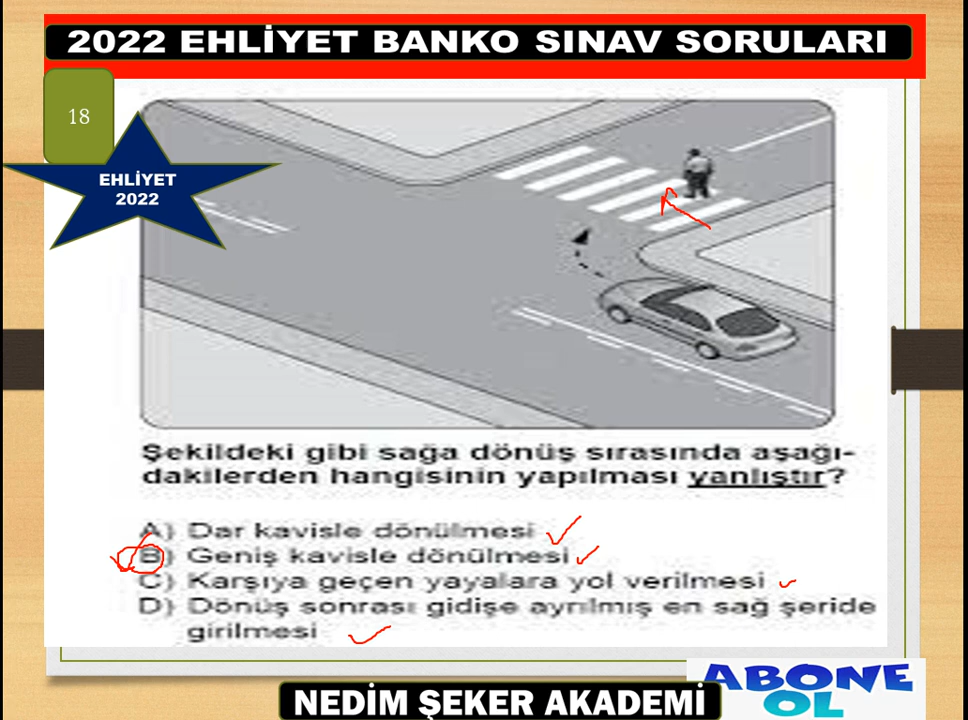 2022 EHLİYET BANKO SINAV SORULARI
18
EHLİYET
2022
Şekildeki gibi sağa dönüş sırasında aşağı-
dakilerden hangisinin yapılması yanlıştır?
A) Dar kavisle dönülmesi
B) Geniş kavisle dönülmesi
C) Karşıya geçen yayalara yol verilmesi
D) Dönüş sonrası gidişe ayrılmış en sağ şeride
girilmesi
ABONE
OL
NEDİM ŞEKER AKADEMİ